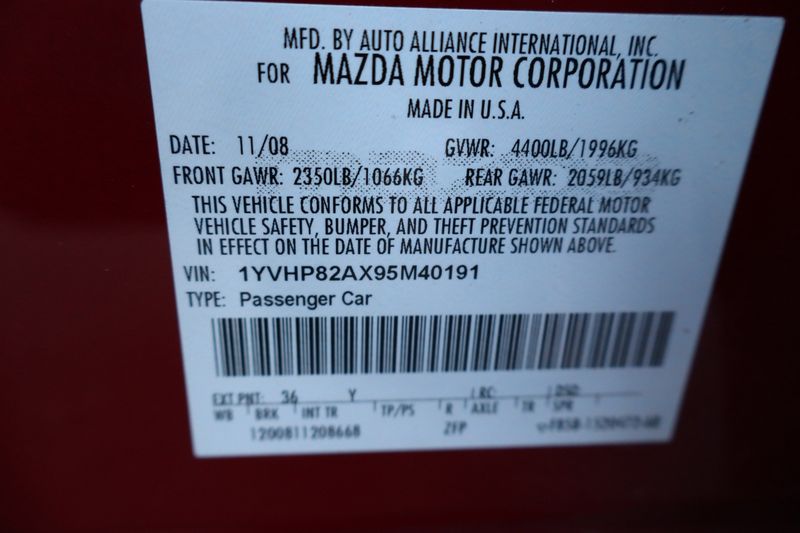 MFD. BY AUTO ALLIANCE INTERNATIONAL, INC.
FOR MAZDA MOTOR CORPORATION
MADE IN U.S.A.
DATE: 11/08 GVWR: 4400LB/1996KG
FRONT GAWR: 2350LB/1066KG REAR GAWR: 2059LB/934KG
THIS VEHICLE CONFORMS TO ALL APPLICABLE FEDERAL MOTOR
VEHICLE SAFETY, BUMPER, AND THEFT PREVENTION STANDARDS
IN EFFECT ON THE DATE OF MANUFACTURE SHOWN ABOVE.
VIN: 1YVHP82AX95M40191
TYPE: Passenger Car
EXT PNT: 36 Y RC: DSO:
WB BRK INT TR TP/PS R AXLE TR SPR
1200811208668 ZFP